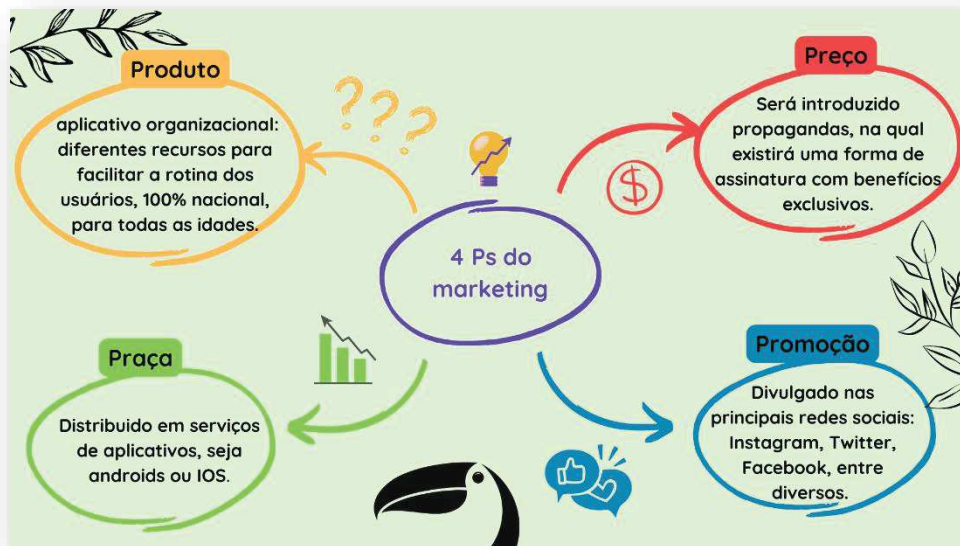 Produto
aplicativo organizacional:
diferentes recursos para
facilitar a rotina dos
usuários, 100% nacional,
para todas as idades.
???
Preço
Será introduzido
propagandas, na qual
existirá uma forma de
assinatura com benefícios
exclusivos.
$
4 Ps do
marketing
Praça
Distribuido em serviços
de aplicativos, seja
androids ou IOS.
Promoção
Divulgado nas
principais redes sociais:
Instagram, Twitter,
Facebook, entre
diversos.